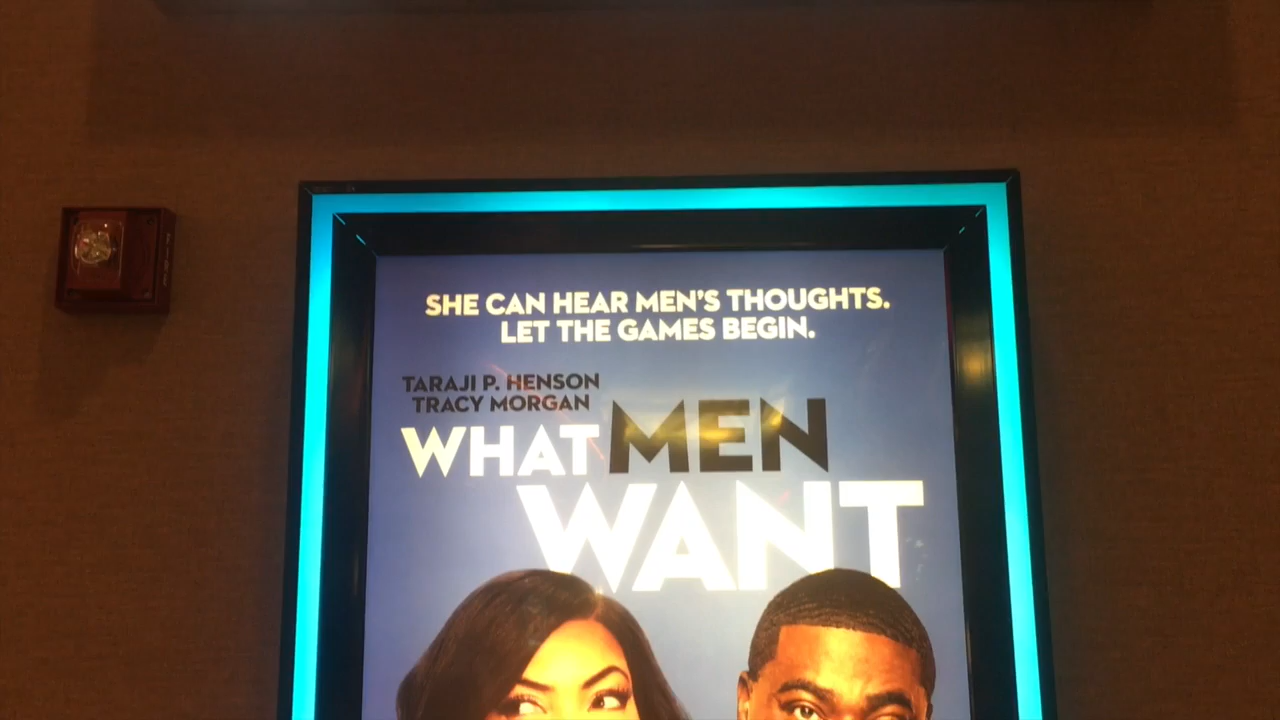 SHE CAN HEAR MEN'S THOUGHTS.
LET THE GAMES BEGIN.
TARAJI P. HENSON
TRACY MORGAN
WHAT MEN
WANT